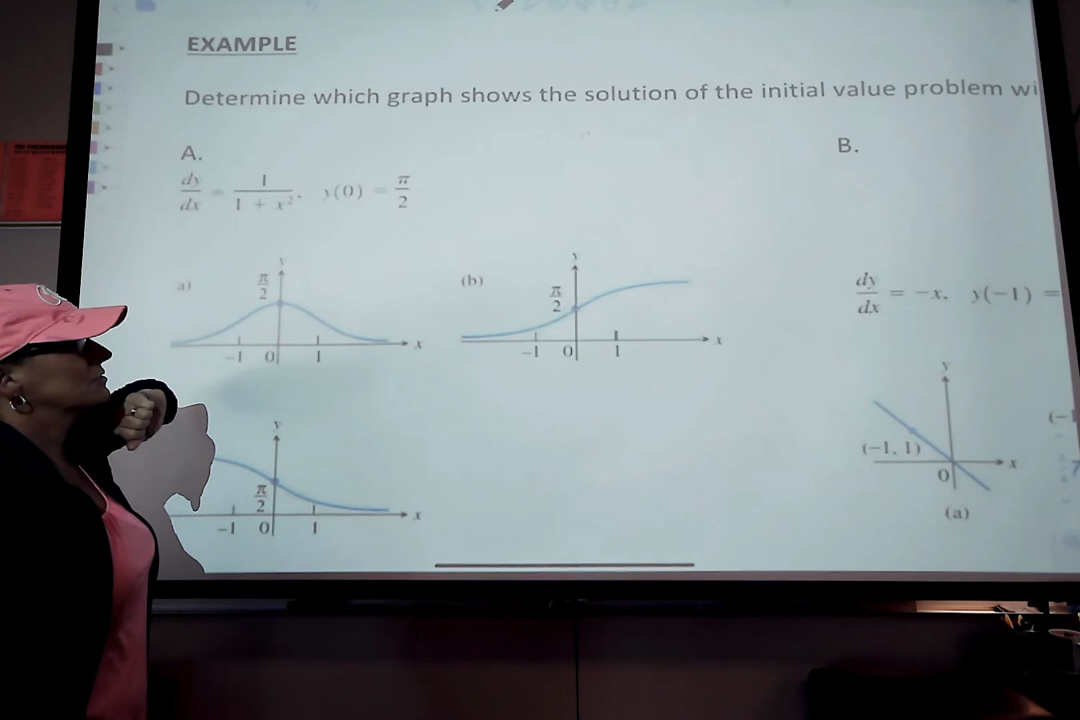 EXAMPLE
Determine which graph shows the solution of the initial value problem
A.
dy/dx = 1/(1 + x²), y(0) = π/2
a)
y
π/2
-1 0 1 x
(b)
y
π/2
-1 0 1 x
y
π/2
-1 0 1 x
B.
dy/dx = -x, y(-1) =
y
(-1, 1)
0 x
(a)
(-